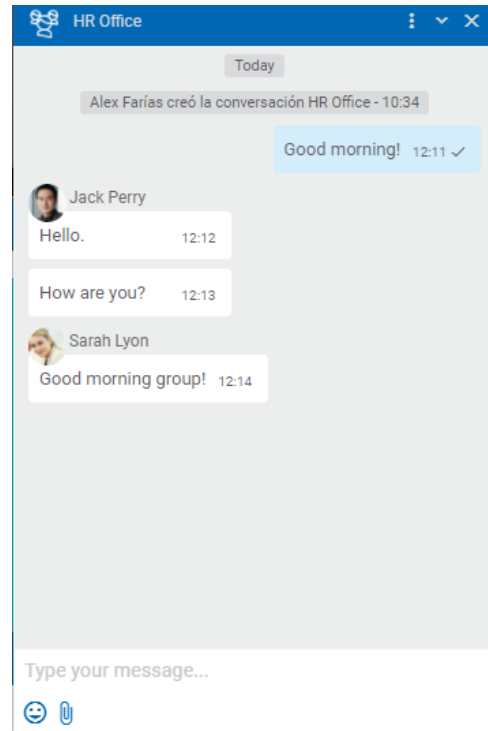 HR Office
Today
Alex Farías creó la conversación HR Office - 10:34
Good morning! 12:11
Jack Perry
Hello. 12:12
How are you? 12:13
Sarah Lyon
Good morning group! 12:14
Type your message...